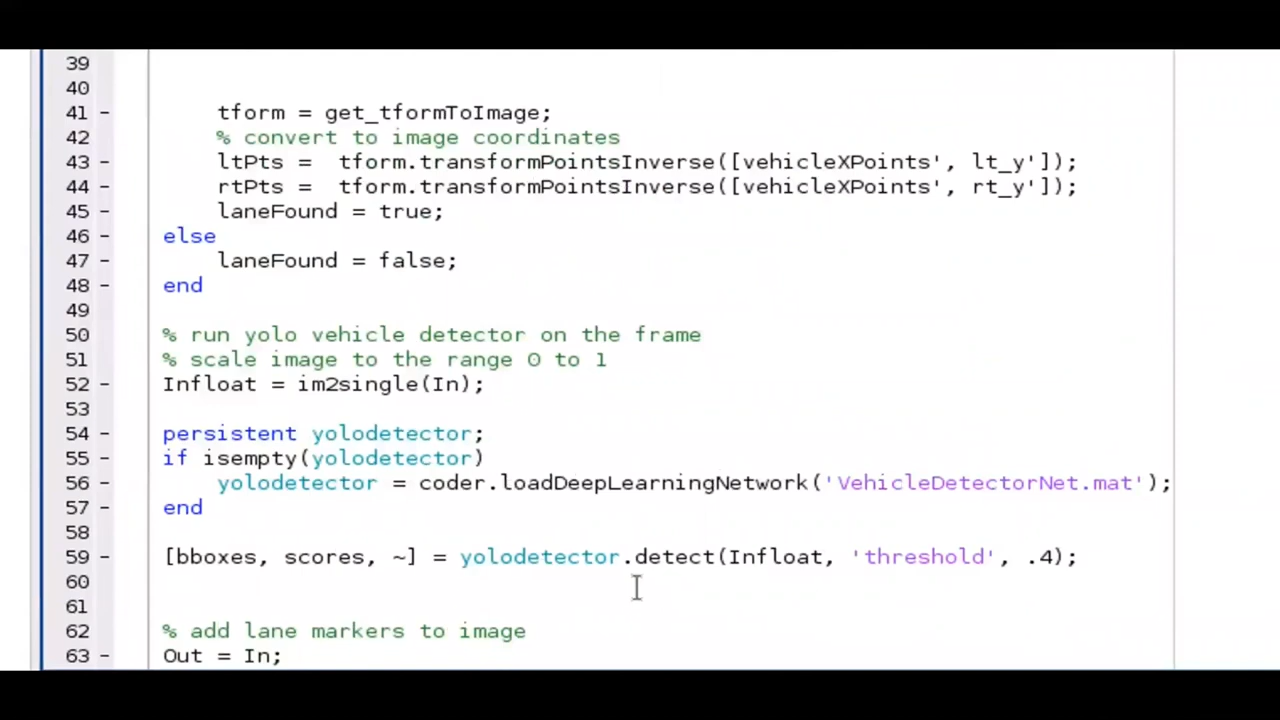 39
40
41 -     tform = get_tformToImage;
42     % convert to image coordinates
43 -     ltPts =  tform.transformPointsInverse([vehicleXPoints', lt_y']);
44 -     rtPts =  tform.transformPointsInverse([vehicleXPoints', rt_y']);
45 -     laneFound = true;
46 - else
47 -     laneFound = false;
48 - end
49
50 % run yolo vehicle detector on the frame
51 % scale image to the range 0 to 1
52 - Infloat = im2single(In);
53
54 - persistent yolodetector;
55 - if isempty(yolodetector)
56 -     yolodetector = coder.loadDeepLearningNetwork('VehicleDetectorNet.mat');
57 - end
58
59 - [bboxes, scores, ~] = yolodetector.detect(Infloat, 'threshold', .4);
60
61
62 % add lane markers to image
63 - Out = In;